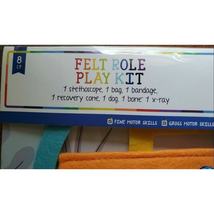 8
FELT ROLE
PLAY KIT
1 stethoscope, 1 bag, 1 bandage,
1 recovery cone, 1 dog, 1 bone, 1 x-ray
FINE MOTOR SKILLS GROSS MOTOR SKILLS